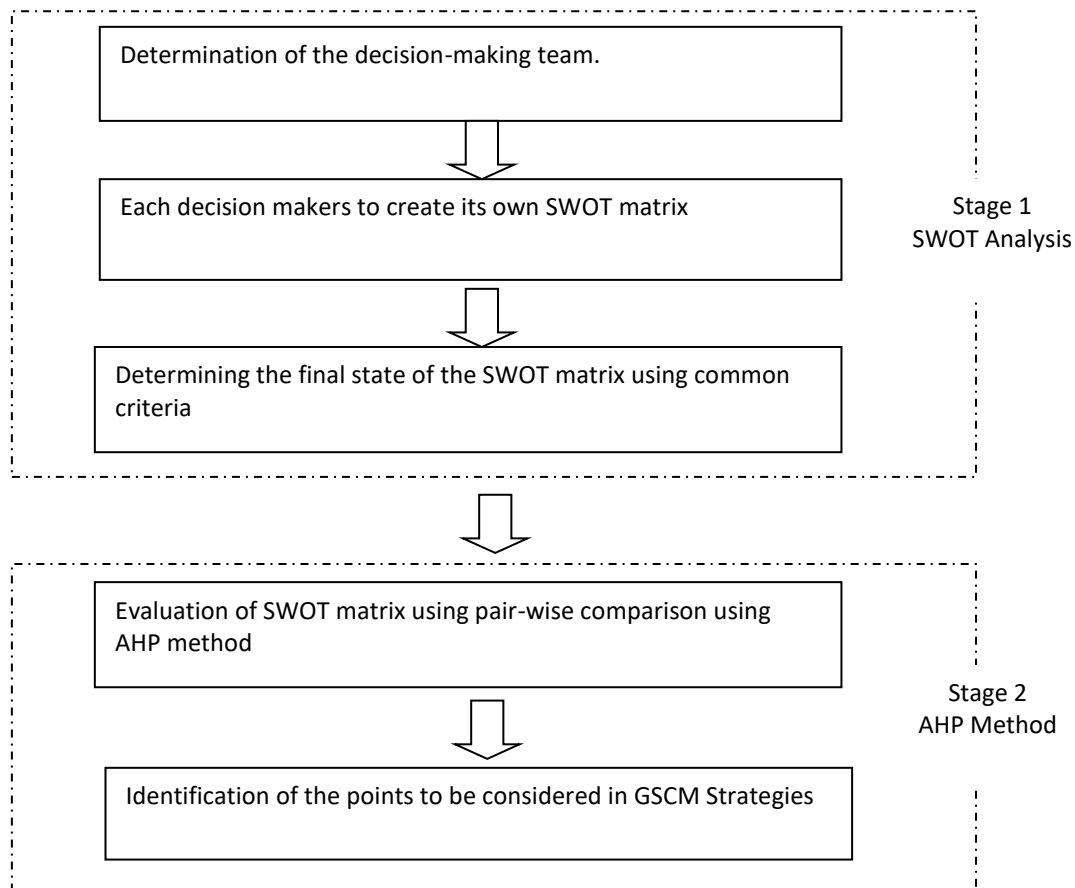 Determination of the decision-making team.
Each decision makers to create its own SWOT matrix
Stage 1
SWOT Analysis
Determining the final state of the SWOT matrix using common
criteria
Evaluation of SWOT matrix using pair-wise comparison using
AHP method
Stage 2
AHP Method
Identification of the points to be considered in GSCM Strategies